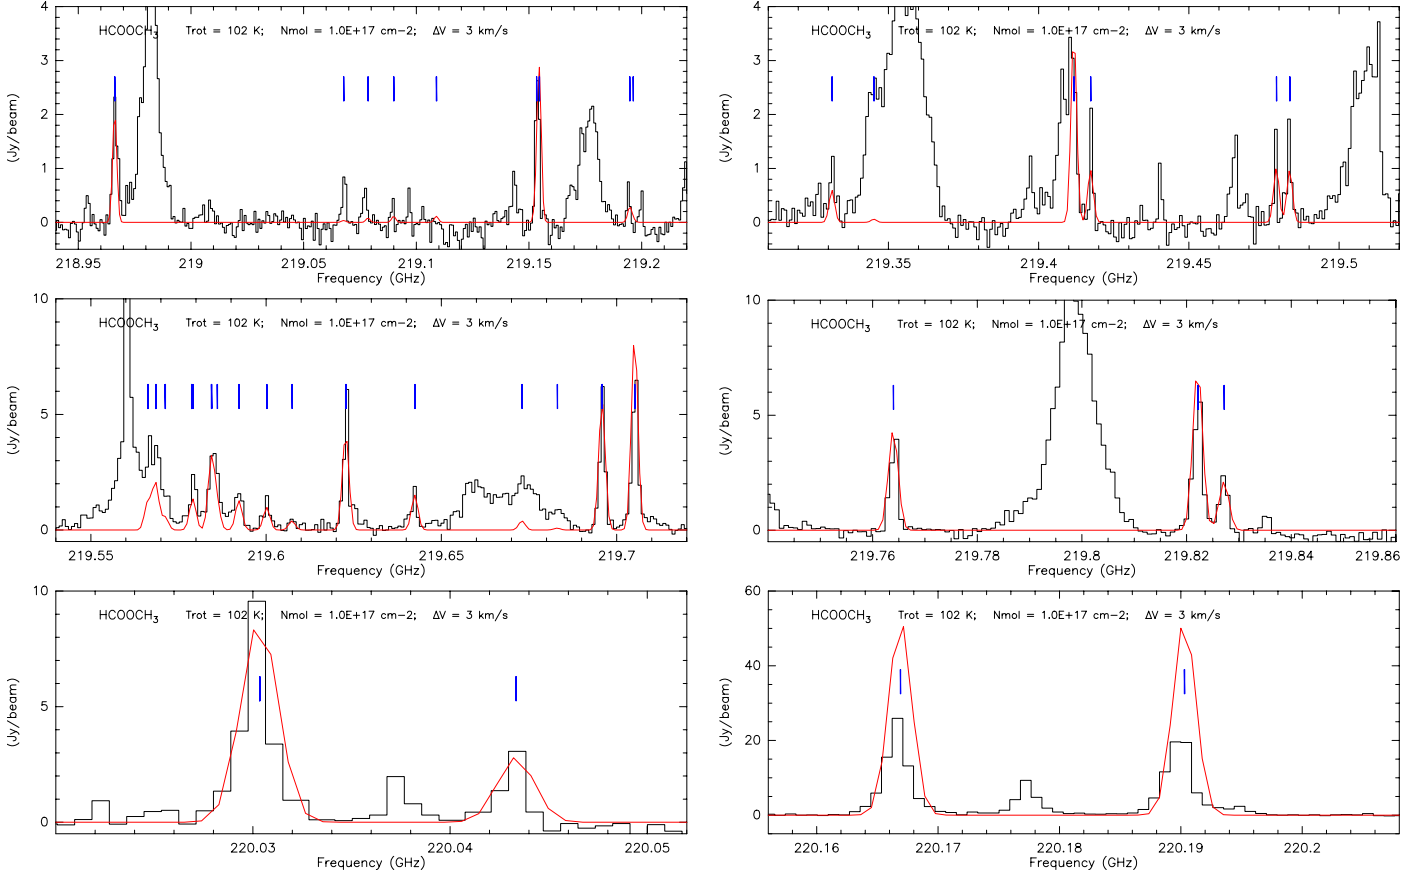 4 3 2 1 0
(Jy/beam)
HCOOCH3 Trot = 102 K; Nmol = 1.0E+17 cm-2; ΔV = 3 km/s
218.95 219 219.05 219.1 219.15 219.2
Frequency (GHz)
4 3 2 1 0
(Jy/beam)
HCOOCH3 Trot = 102 K; Nmol = 1.0E+17 cm-2; ΔV = 3 km/s
219.35 219.4 219.45 219.5
Frequency (GHz)
10 5 0
(Jy/beam)
HCOOCH3 Trot = 102 K; Nmol = 1.0E+17 cm-2; ΔV = 3 km/s
219.55 219.6 219.65 219.7
Frequency (GHz)
10 5 0
(Jy/beam)
HCOOCH3 Trot = 102 K; Nmol = 1.0E+17 cm-2; ΔV = 3 km/s
219.76 219.78 219.8 219.82 219.84 219.86
Frequency (GHz)
10 5 0
(Jy/beam)
HCOOCH3 Trot = 102 K; Nmol = 1.0E+17 cm-2; ΔV = 3 km/s
220.03 220.04 220.05
Frequency (GHz)
60 40 20 0
(Jy/beam)
HCOOCH3 Trot = 102 K; Nmol = 1.0E+17 cm-2; ΔV = 3 km/s
220.16 220.17 220.18 220.19 220.2
Frequency (GHz)